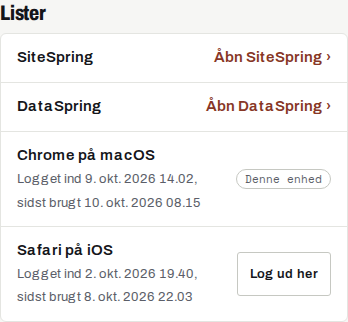 Lister
SiteSpring
Åbn SiteSpring ›
DataSpring
Åbn DataSpring ›
Chrome på macOS
Logget ind 9. okt. 2026 14.02,
sidst brugt 10. okt. 2026 08.15
Denne enhed
Safari på iOS
Logget ind 2. okt. 2026 19.40,
sidst brugt 8. okt. 2026 22.03
Log ud her